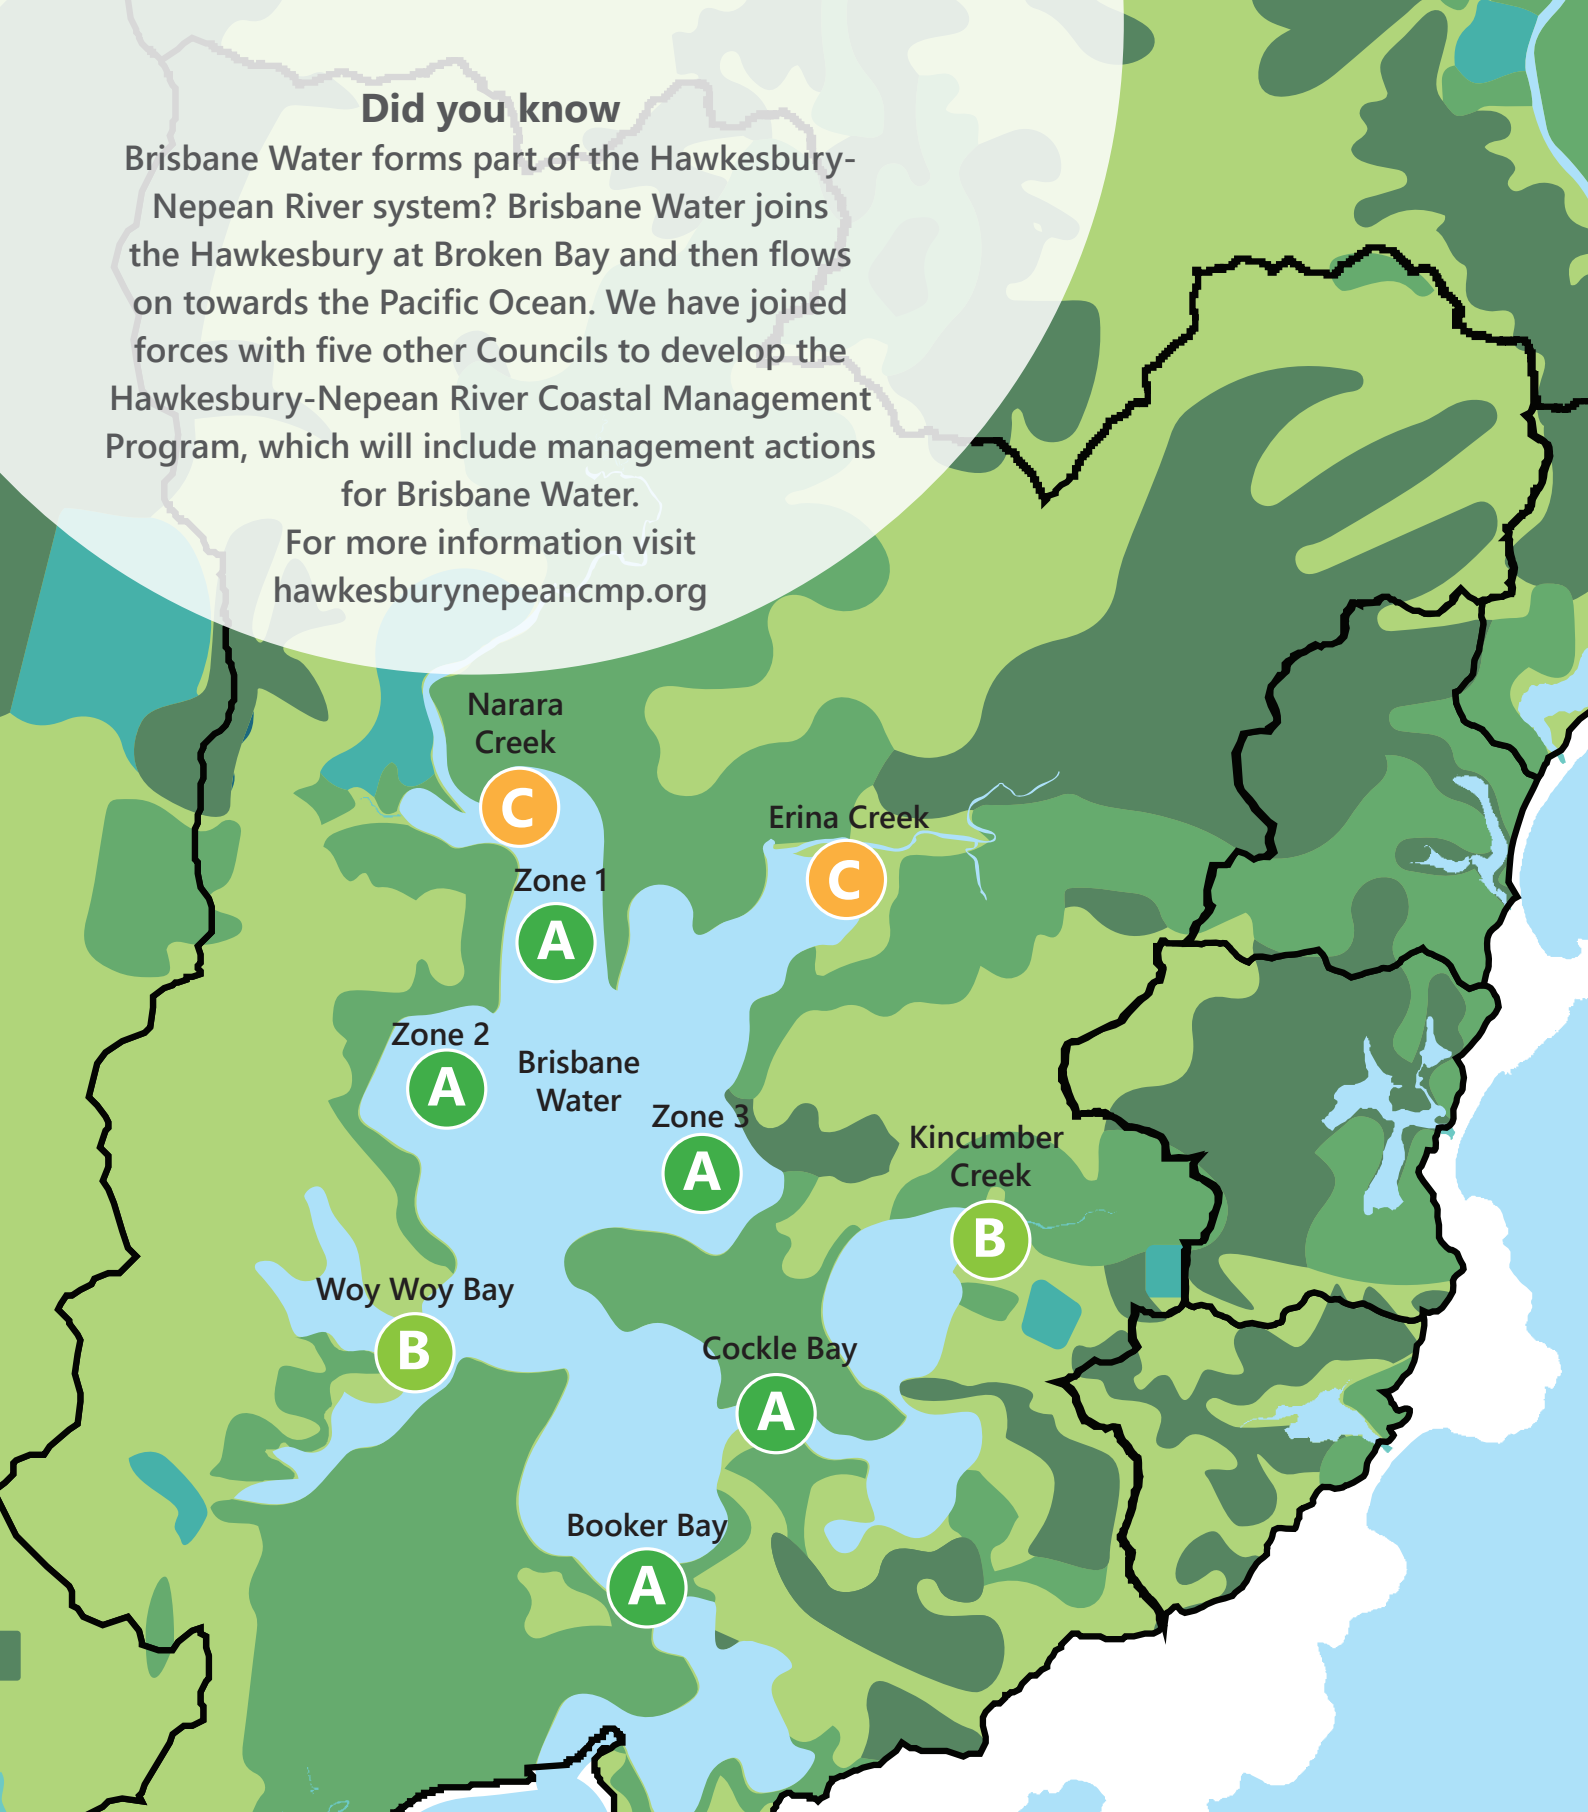 Did you know
Brisbane Water forms part of the Hawkesbury-
Nepean River system? Brisbane Water joins
the Hawkesbury at Broken Bay and then flows
on towards the Pacific Ocean. We have joined
forces with five other Councils to develop the
Hawkesbury-Nepean River Coastal Management
Program, which will include management actions
for Brisbane Water.
For more information visit
hawkesburynepeancmp.org
Narara
Creek
C
Erina Creek
C
Zone 1
A
Zone 2
A
Brisbane
Water
Zone 3
A
Kincumber
Creek
B
Woy Woy Bay
B
Cockle Bay
A
Booker Bay
A